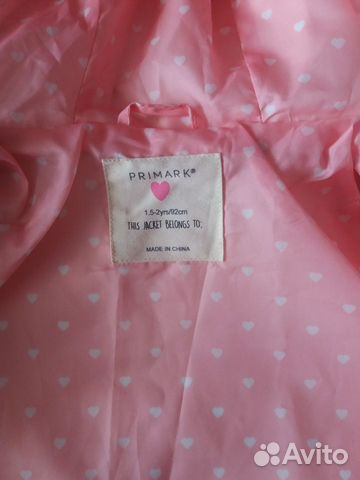 PRIMARK®
1.5-2yrs/92cm
THIS JACKET BELONGS TO:
MADE IN CHINA
Avito